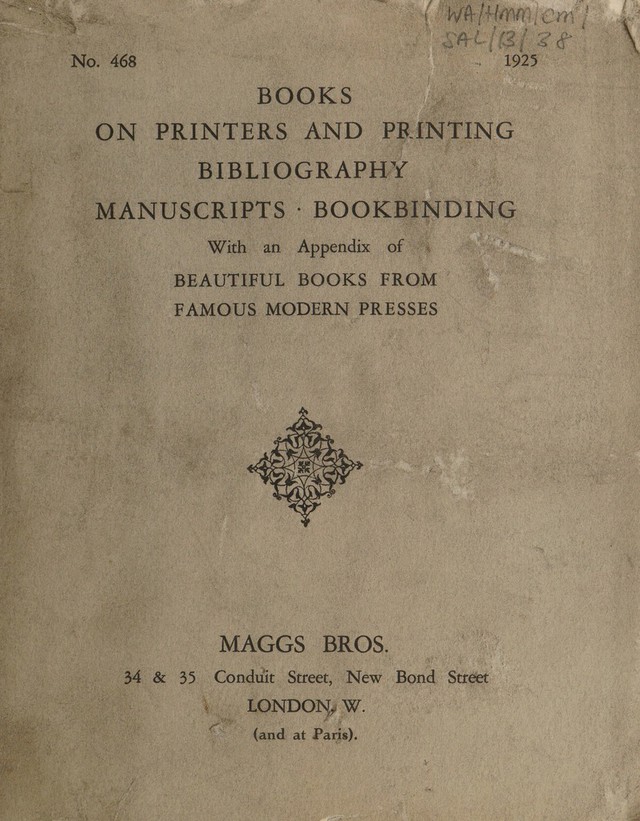 WA/HMM/CM/
SAL/B/38
No. 468 1925
BOOKS
ON PRINTERS AND PRINTING
BIBLIOGRAPHY
MANUSCRIPTS · BOOKBINDING
With an Appendix of
BEAUTIFUL BOOKS FROM
FAMOUS MODERN PRESSES
MAGGS BROS.
34 & 35 Conduit Street, New Bond Street
LONDON, W.
(and at Paris).